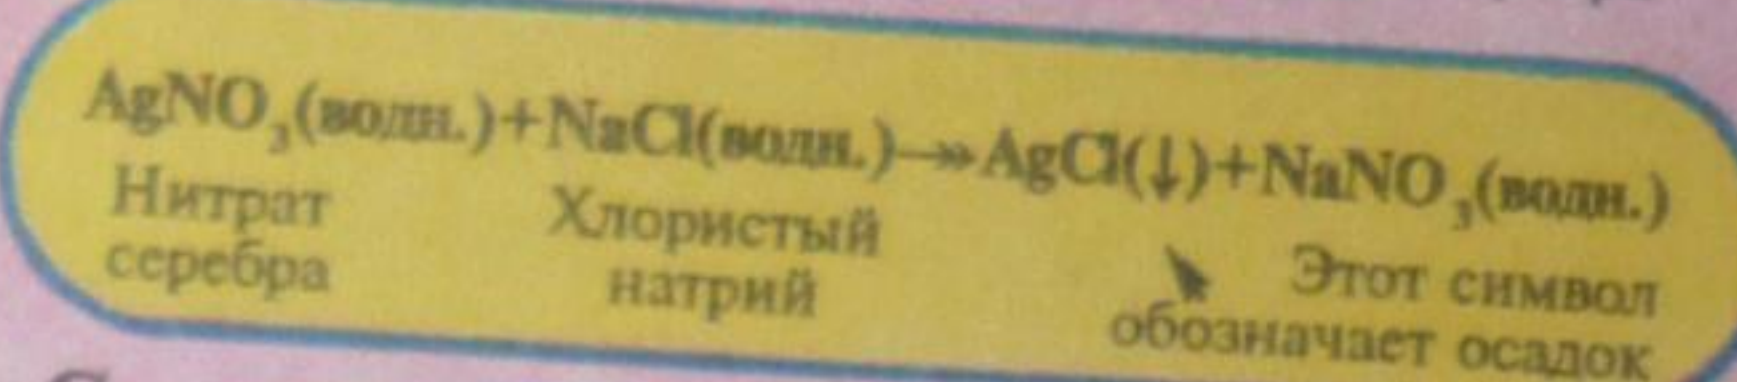 AgNO₃(водн.)+NaCl(водн.)→AgCl(↓)+NaNO₃(водн.)
Нитрат
серебра
Хлористый
натрий
Этот символ
обозначает осадок